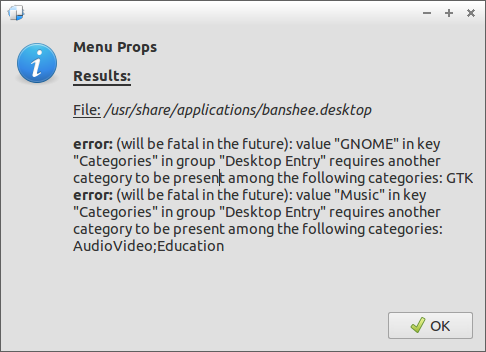 Menu Props
Results:
File: /usr/share/applications/banshee.desktop
error: (will be fatal in the future): value "GNOME" in key
"Categories" in group "Desktop Entry" requires another
category to be present among the following categories: GTK
error: (will be fatal in the future): value "Music" in key
"Categories" in group "Desktop Entry" requires another
category to be present among the following categories:
AudioVideo;Education
OK